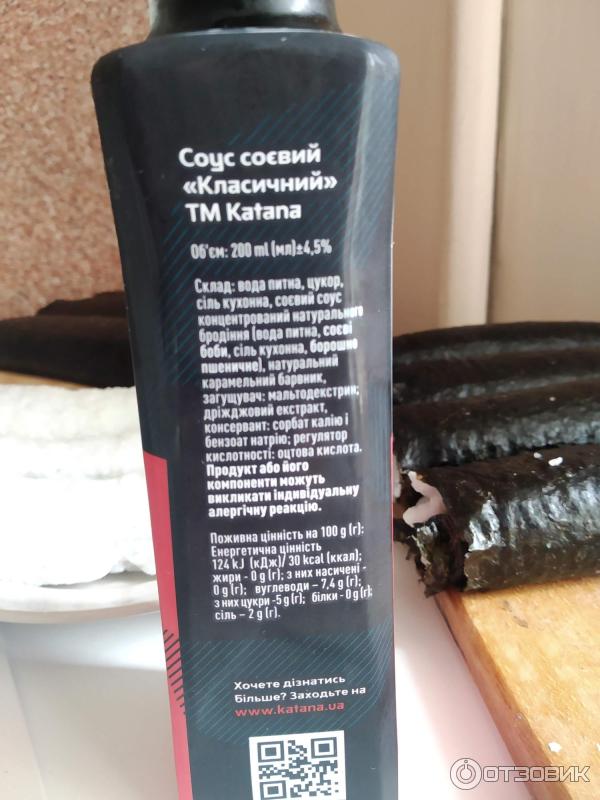 Соус соєвий
«Класичний»
ТМ Katana
Об'єм: 200 ml (мл)±4,5%
Склад: вода питна, цукор,
сіль кухонна, соєвий соус
концентрований натурального
бродіння (вода питна, соєві
боби, сіль кухонна, борошно
пшеничне), натуральний
карамельний барвник,
загущувач: мальтодекстрин;
дріжджовий екстракт,
консервант: сорбат калію і
бензоат натрію; регулятор
кислотності: оцтова кислота.
Продукт або його
компоненти можуть
викликати індивідуальну
алергічну реакцію.
Поживна цінність на 100 g (г):
Енергетична цінність
124 kJ (кДж)/ 30 kcal (ккал);
жири - 0 g (г); з них насичені -
0 g (г); вуглеводи – 7,4 g (г);
з них цукри -5 g (г); білки - 0 g (г);
сіль – 2 g (г).
Хочете дізнатись
більше? Заходьте на
www.katana.ua
ОТЗОВИК